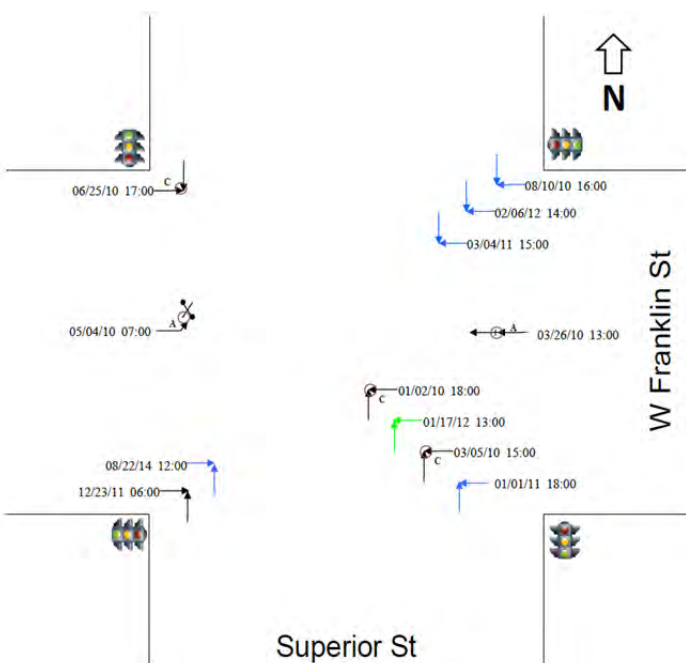 N
C
06/25/10 17:00
08/10/10 16:00
02/06/12 14:00
03/04/11 15:00
W Franklin St
A
05/04/10 07:00
A
03/26/10 13:00
01/02/10 18:00
C
01/17/12 13:00
03/05/10 15:00
C
08/22/14 12:00
12/23/11 06:00
01/01/11 18:00
Superior St